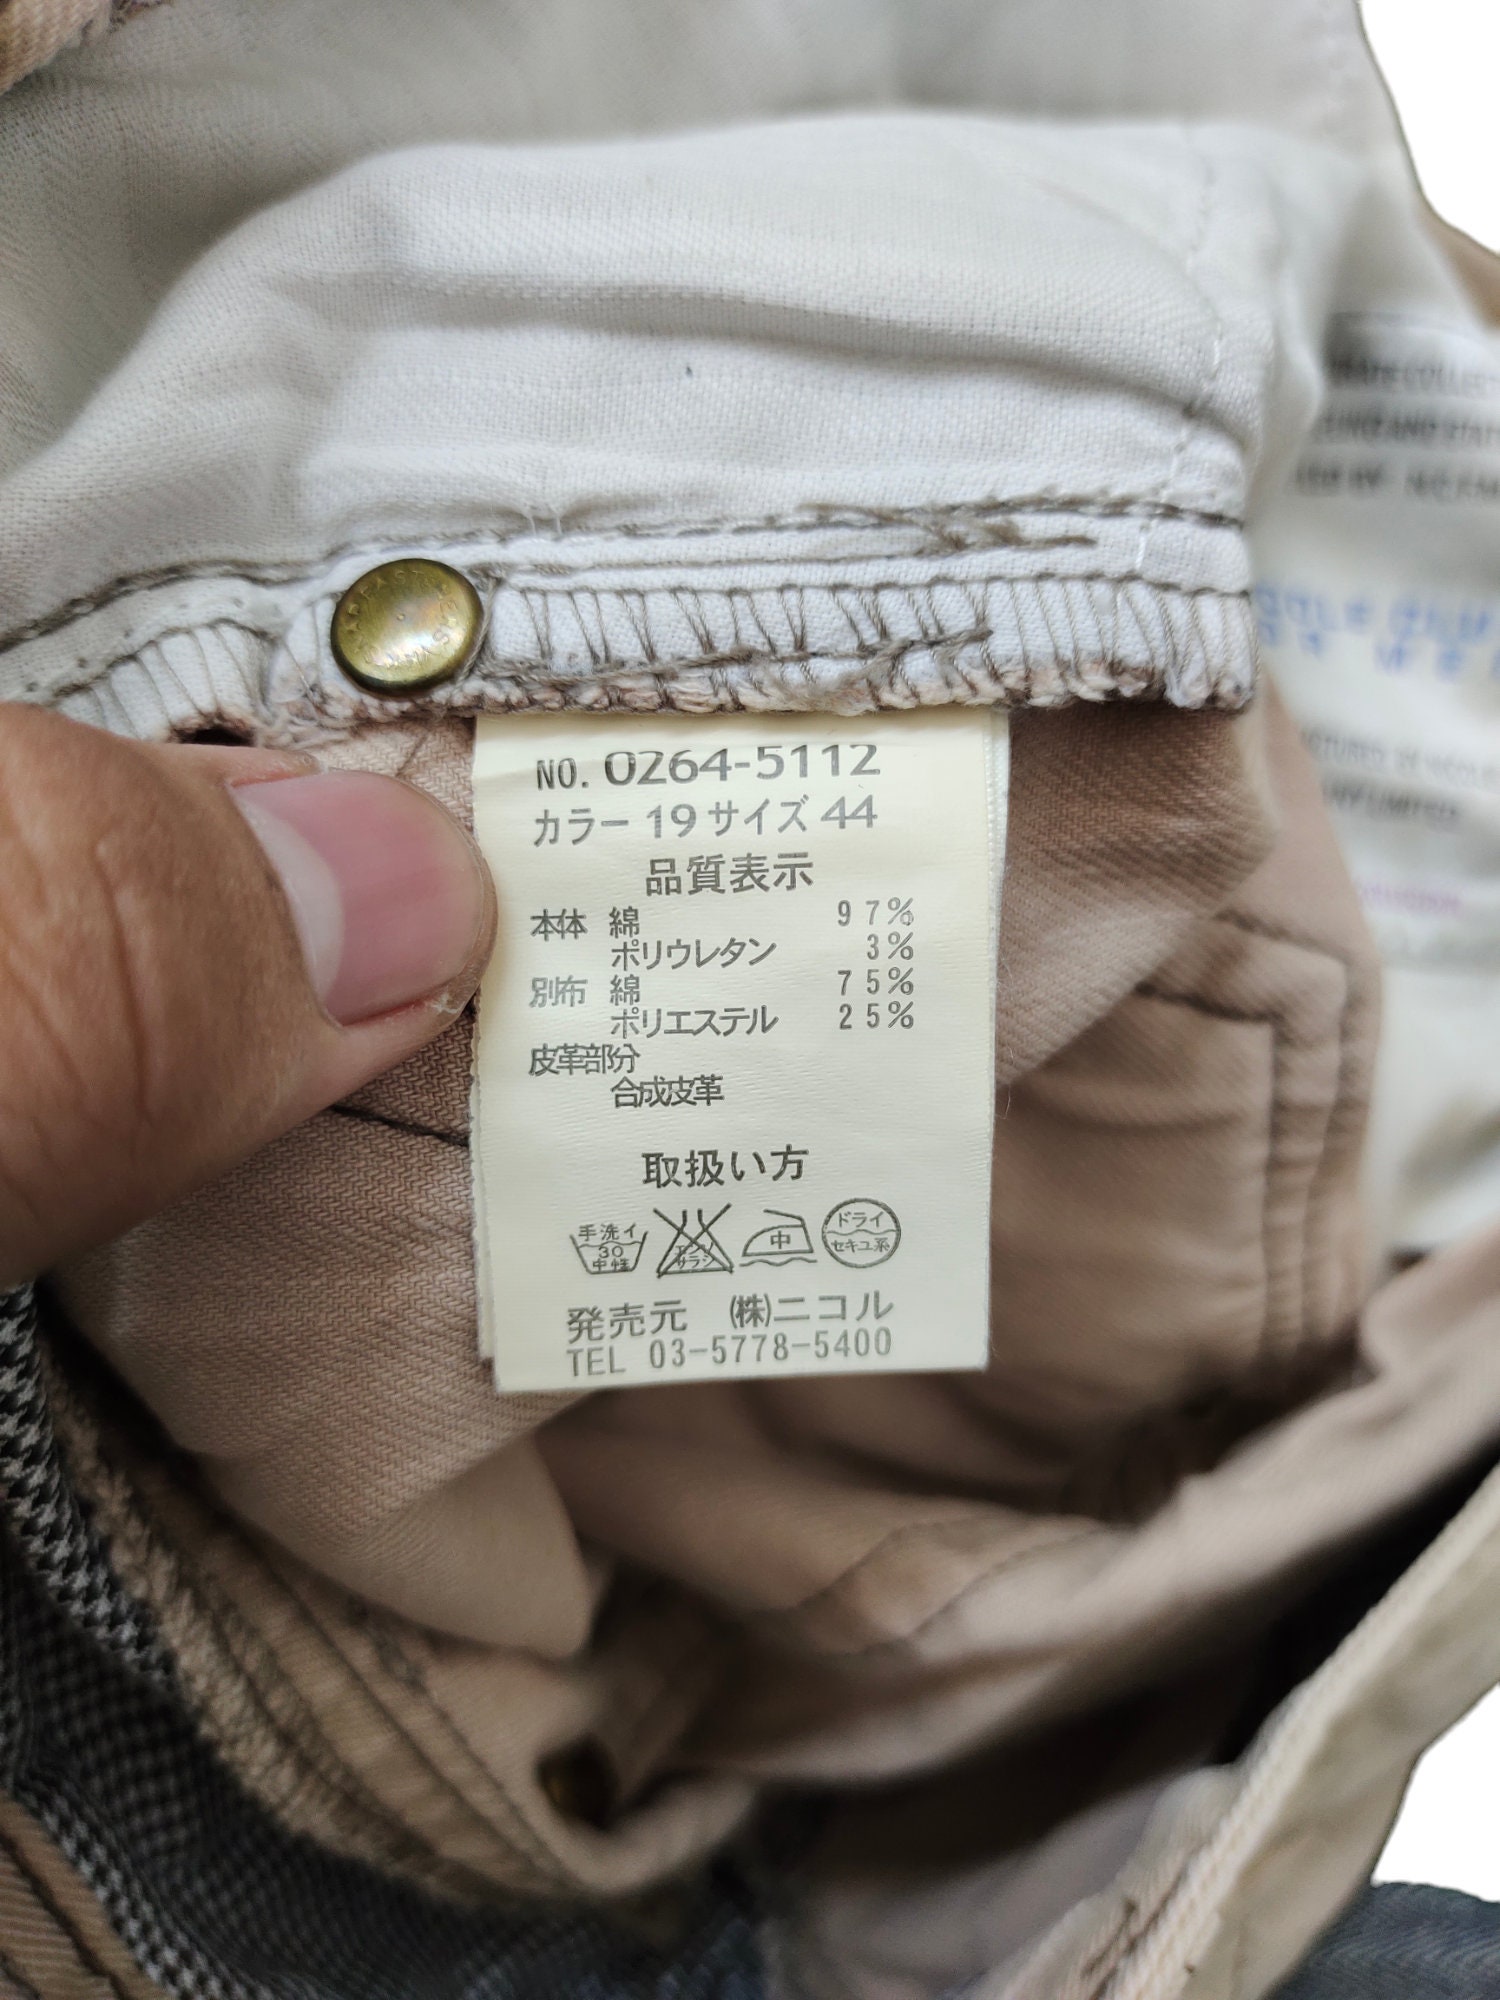 NO. 0264-5112
カラー 19 サイズ 44
品質表示
本体 綿 97%
ポリウレタン 3%
別布 綿 75%
ポリエステル 25%
皮革部分
合成皮革
取扱い方
手洗イ
30
中性
エンソ
サラシ
中
ドライ
セキユ系
発売元 ㈱ニコル
TEL 03-5778-5400